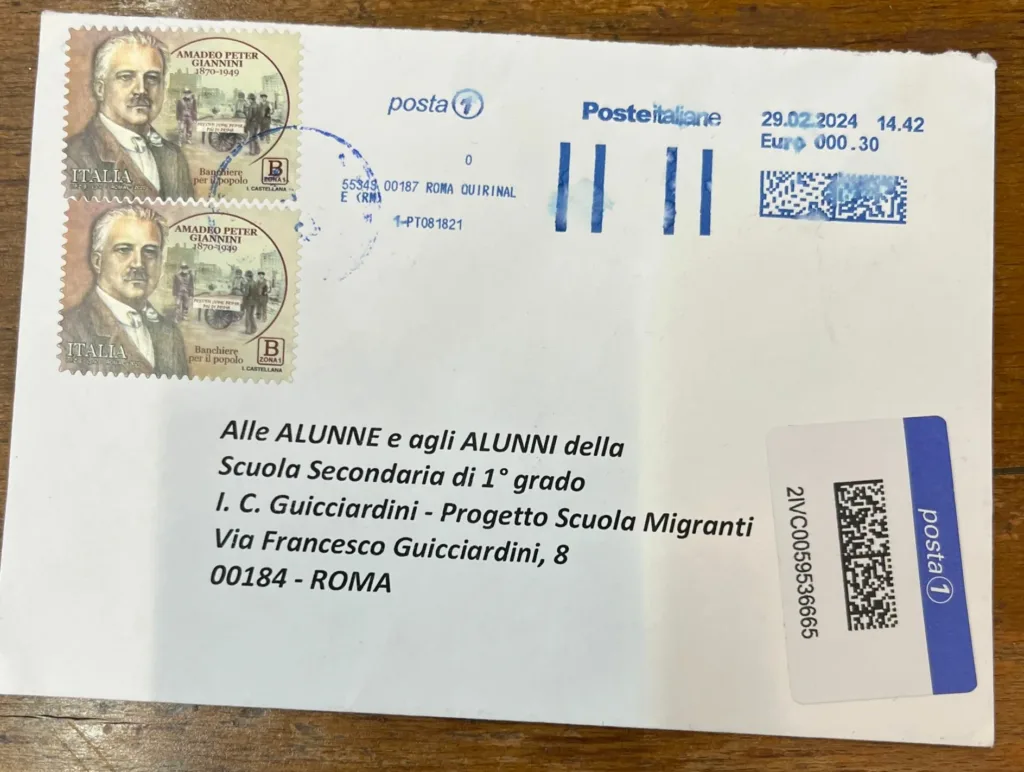 AMADEO PETER
GIANNINI
1870-1949
ITALIA
Banchiere
per il popolo
B
ZONA 1
I. CASTELLANA
AMADEO PETER
GIANNINI
1870-1949
ITALIA
Banchiere
per il popolo
B
ZONA 1
I. CASTELLANA
posta 1
0
55349 00187 ROMA QUIRINAL
E (RM)
1-PT081821
Posteitaliane
29.02.2024 14.42
Euro 000.30
Alle ALUNNE e agli ALUNNI della
Scuola Secondaria di 1° grado
I. C. Guicciardini - Progetto Scuola Migranti
Via Francesco Guicciardini, 8
00184 - ROMA
2IVC0059536665
posta 1